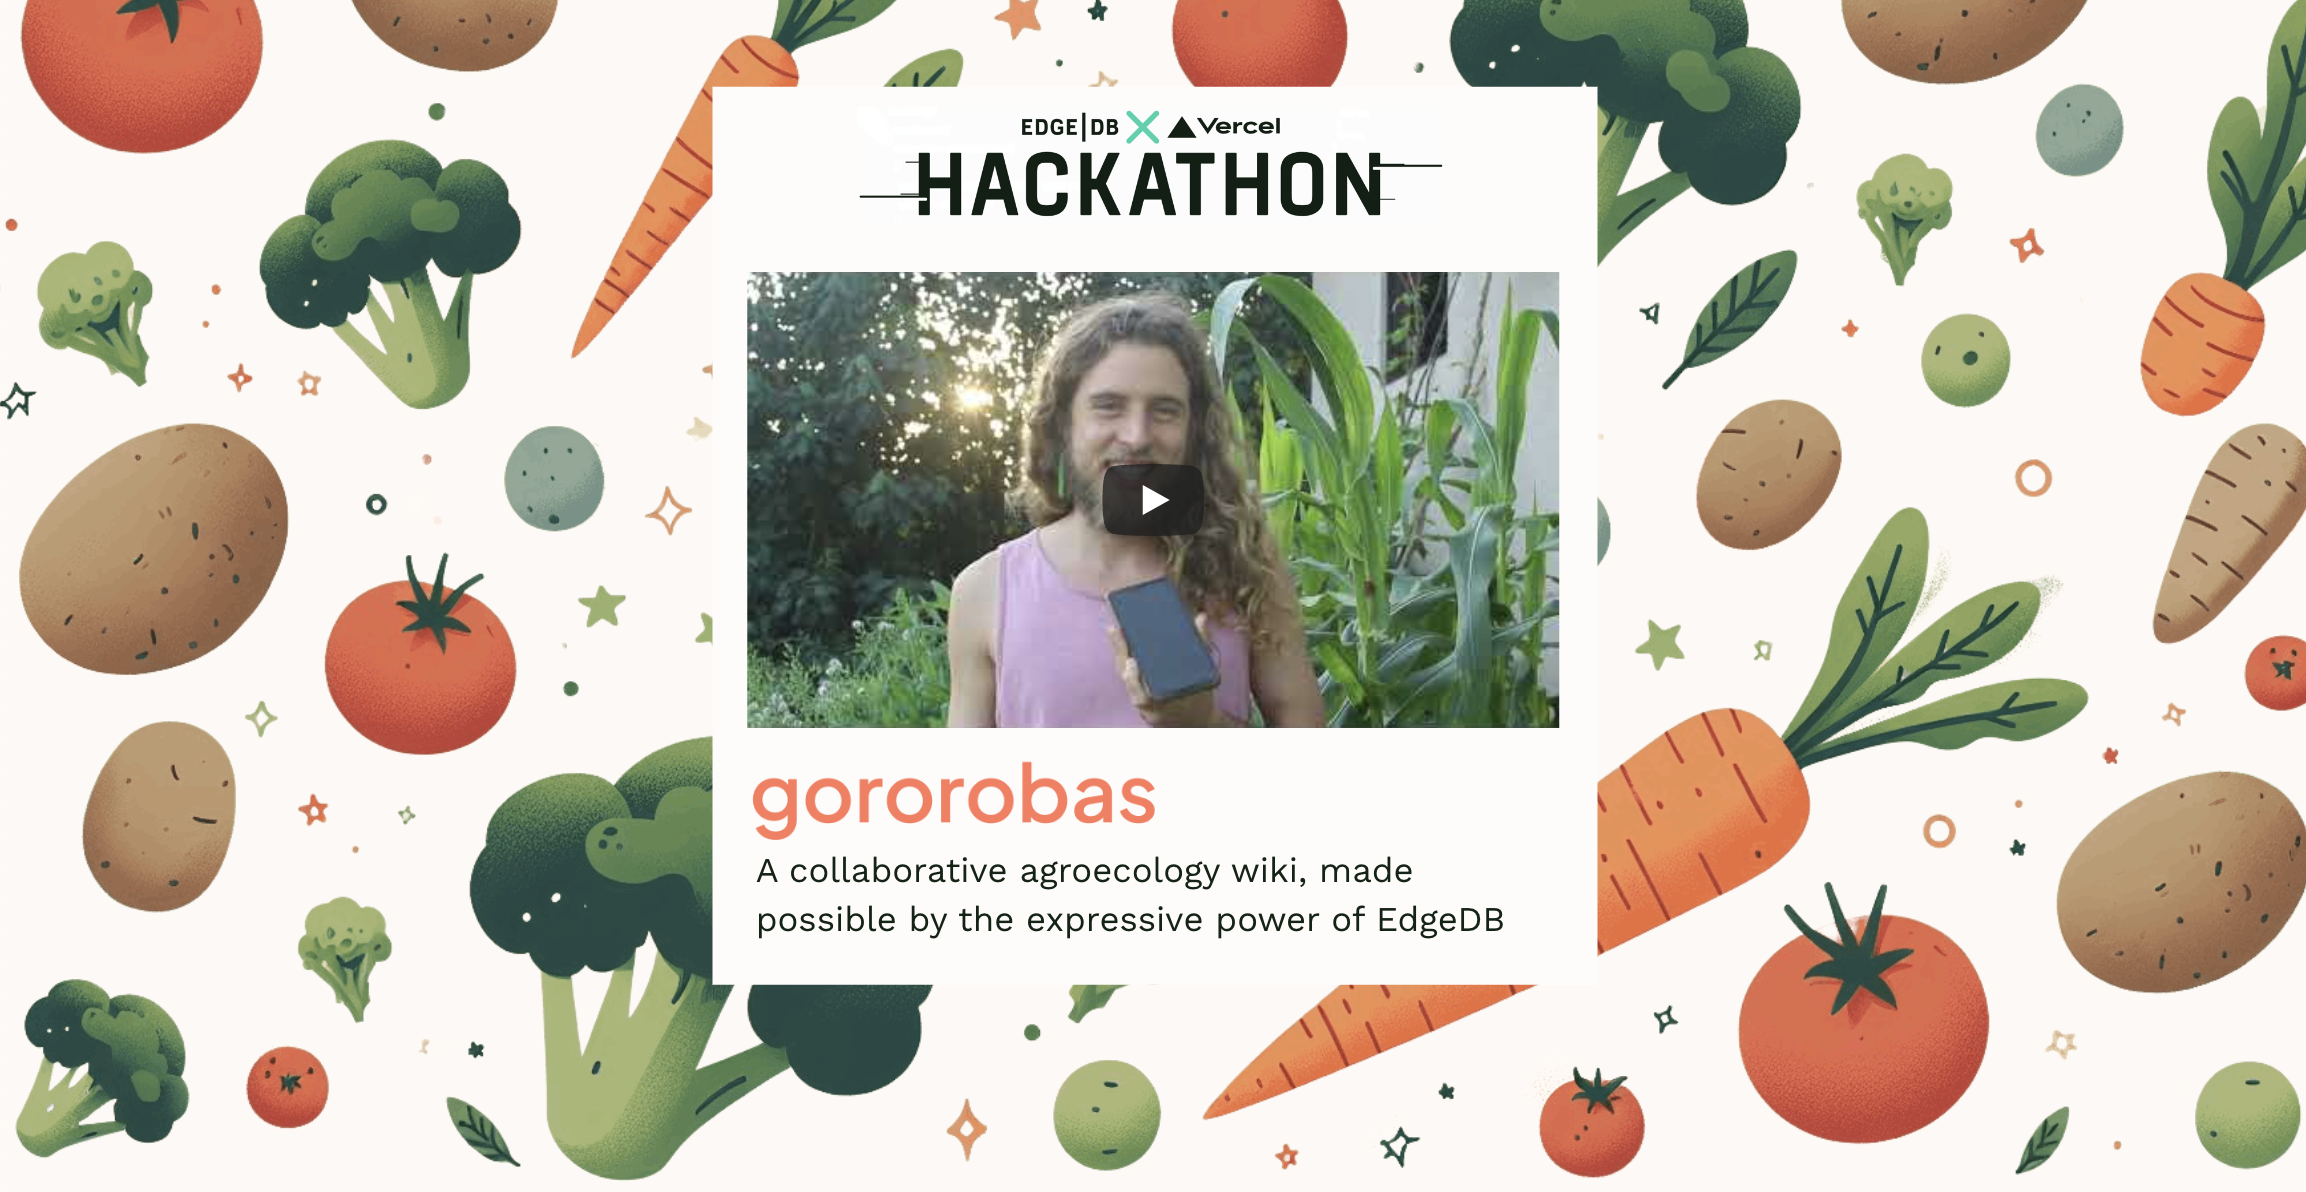 EDGE|DB X Vercel
HACKATHON
gororobas
A collaborative agroecology wiki, made
possible by the expressive power of EdgeDB